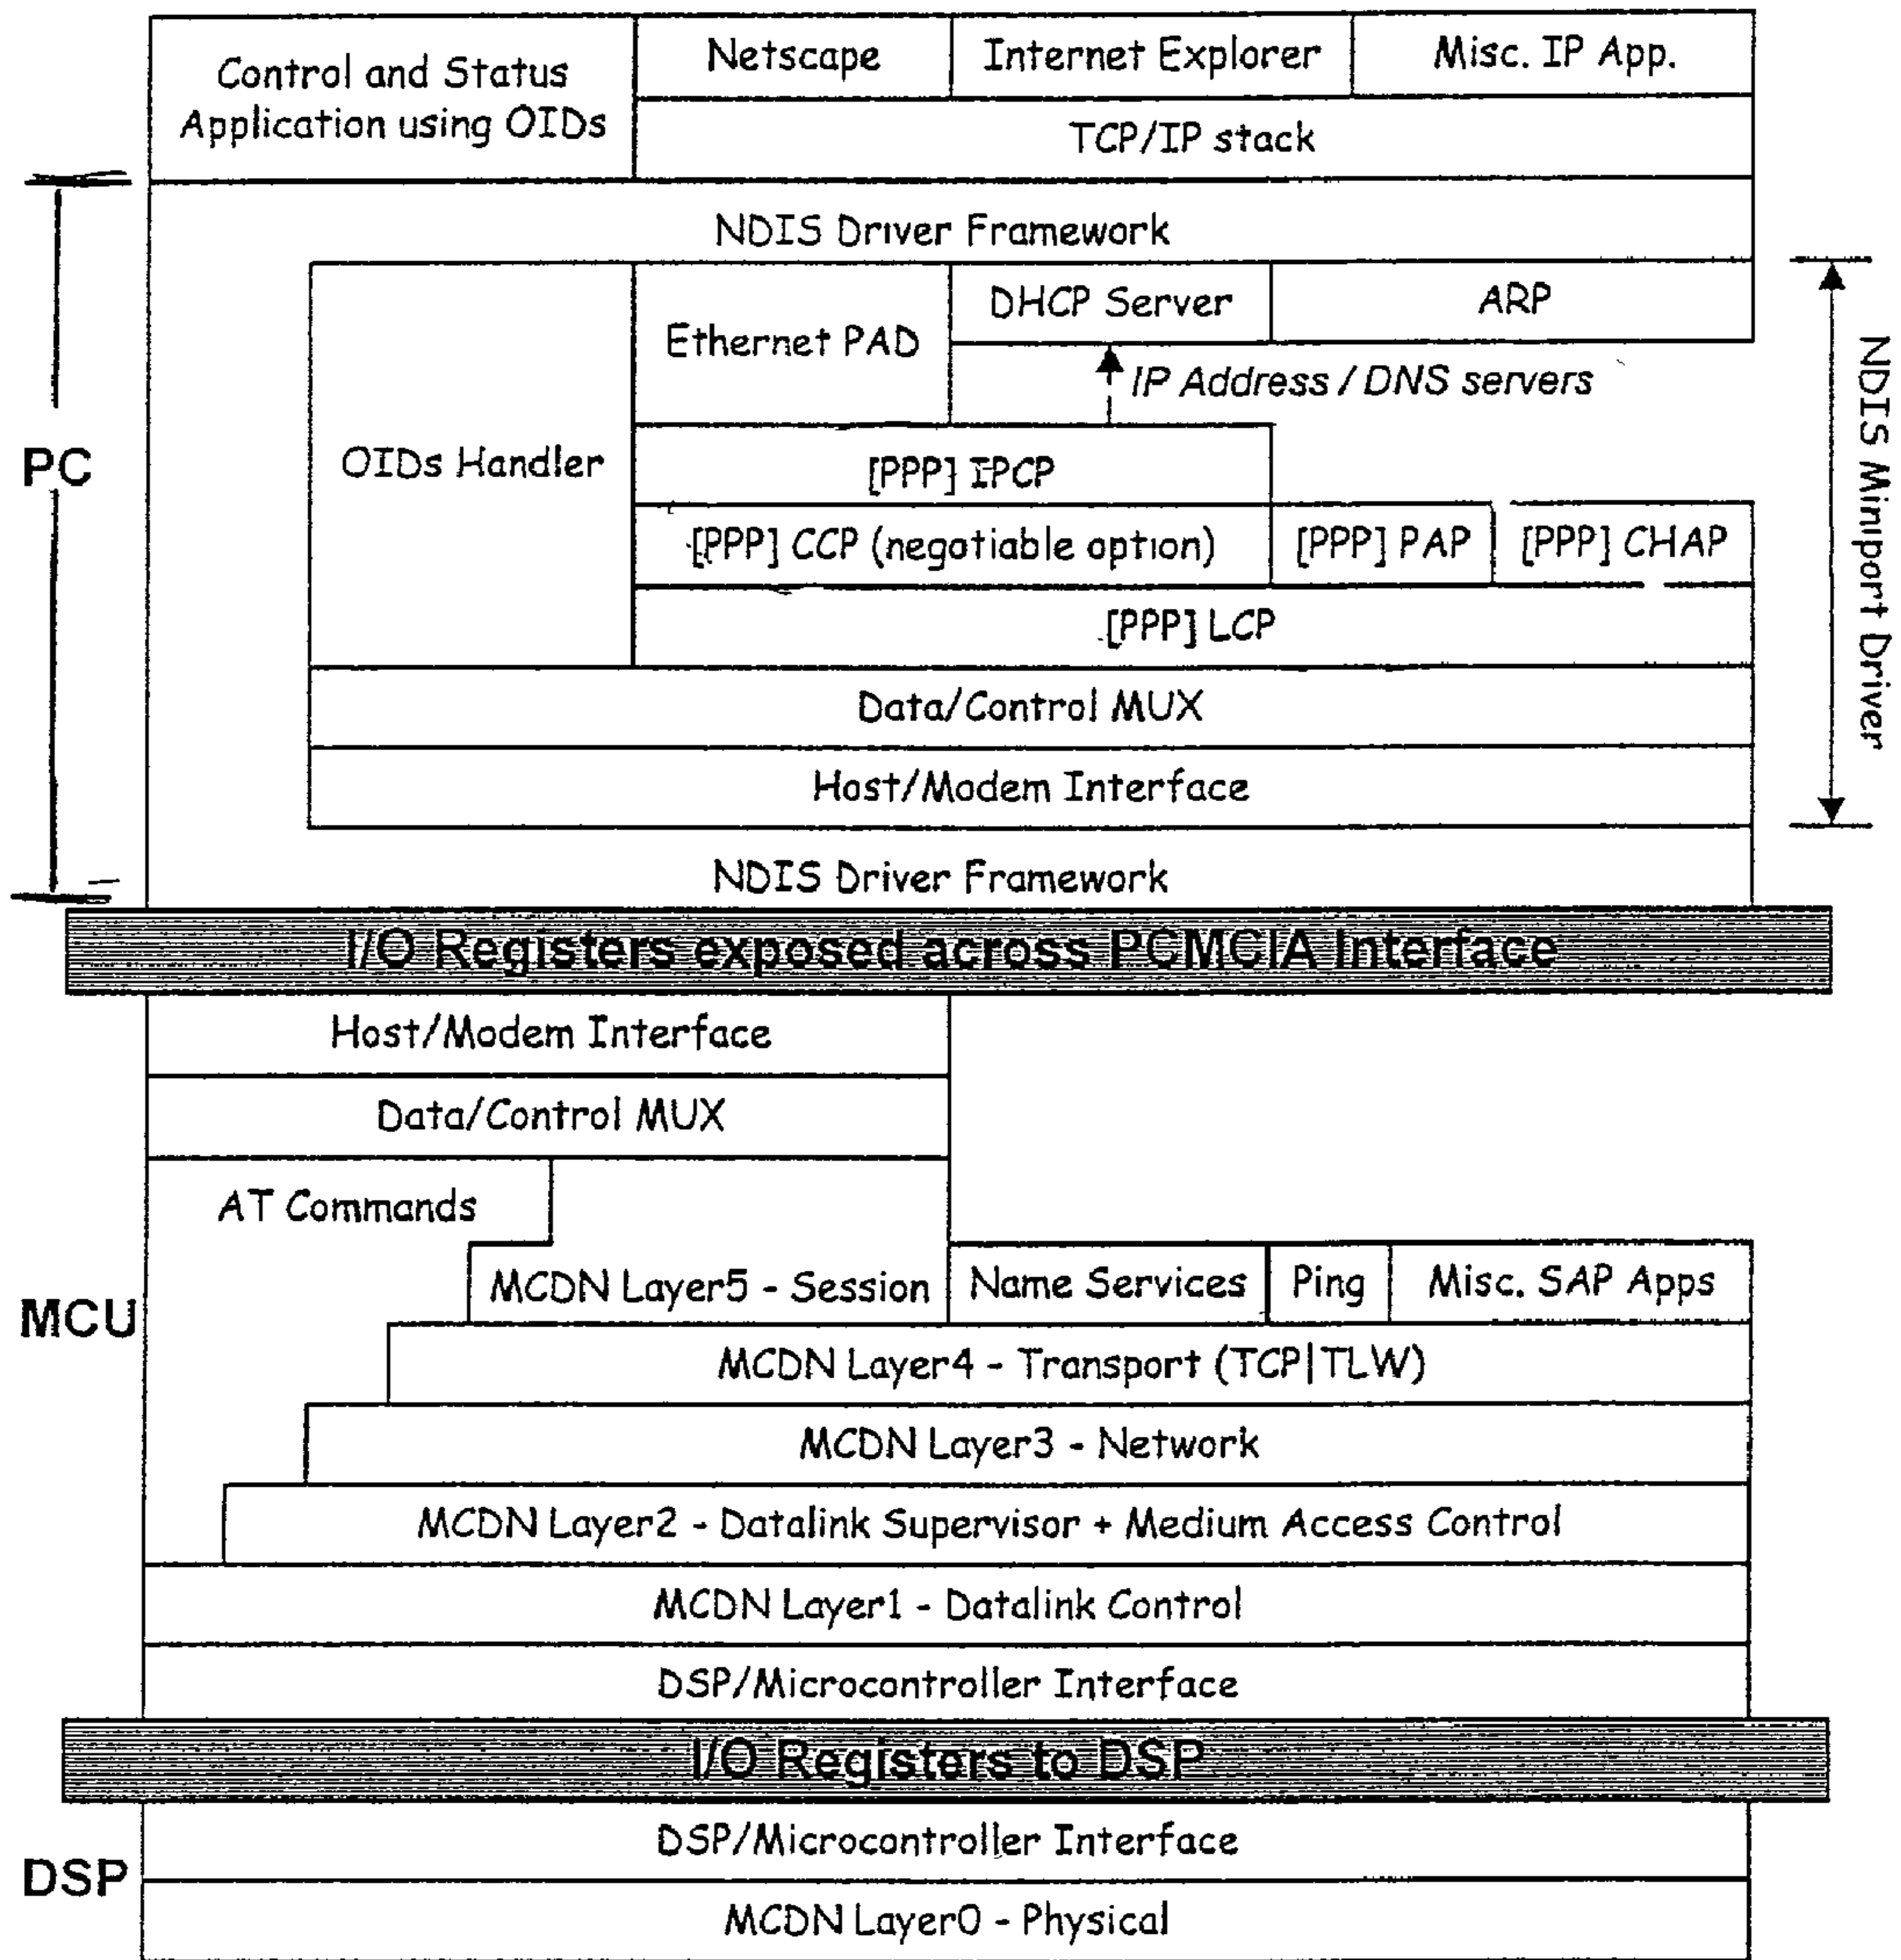 Control and Status
Application using OIDs
Netscape
Internet Explorer
Misc. IP App.
TCP/IP stack
NDIS Driver Framework
OIDs Handler
Ethernet PAD
DHCP Server
ARP
IP Address / DNS servers
[PPP] IPCP
[PPP] CCP (negotiable option)
[PPP] PAP
[PPP] CHAP
[PPP] LCP
Data/Control MUX
Host/Modem Interface
NDIS Driver Framework
PC
NDIS Miniport Driver
I/O Registers exposed across PCMCIA Interface
Host/Modem Interface
Data/Control MUX
AT Commands
MCDN Layer5 - Session
Name Services
Ping
Misc. SAP Apps
MCU
MCDN Layer4 - Transport (TCP|TLW)
MCDN Layer3 - Network
MCDN Layer2 - Datalink Supervisor + Medium Access Control
MCDN Layer1 - Datalink Control
DSP/Microcontroller Interface
I/O Registers to DSP
DSP/Microcontroller Interface
DSP
MCDN Layer0 - Physical